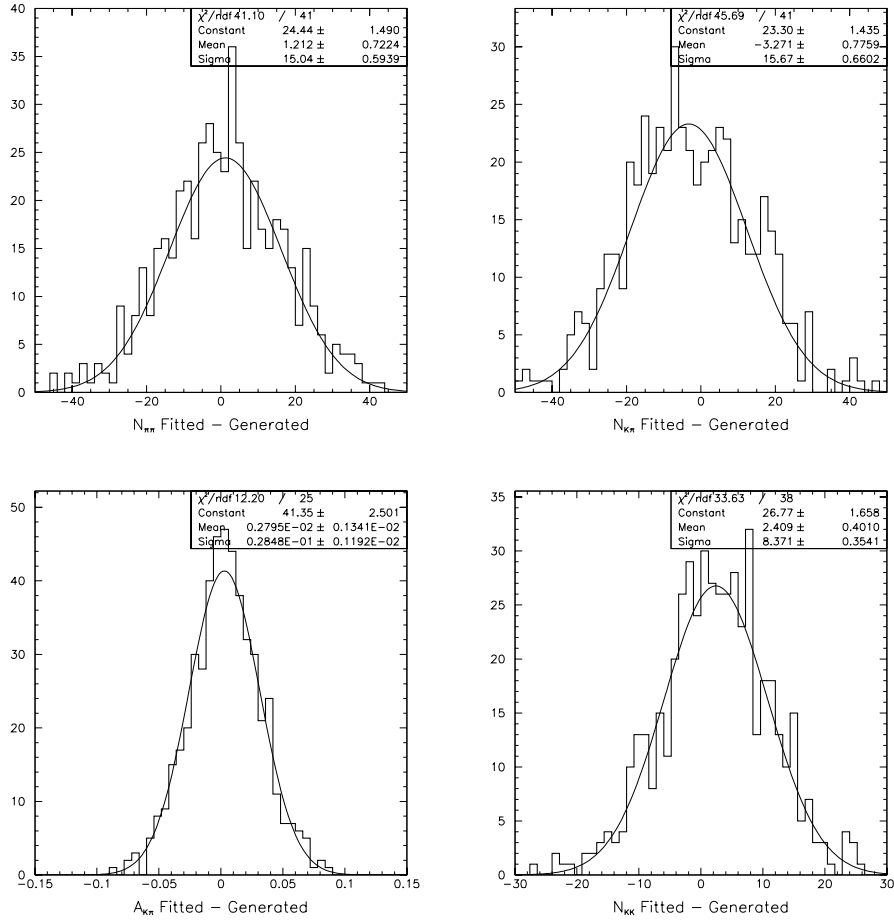 χ²/ndf 41.10 / 41
Constant 24.44 ± 1.490
Mean 1.212 ± 0.7224
Sigma 15.04 ± 0.5939
40
35
30
25
20
15
10
5
0
−40 −20 0 20 40
Nππ Fitted − Generated
χ²/ndf 45.69 / 41
Constant 23.30 ± 1.435
Mean −3.271 ± 0.7759
Sigma 15.67 ± 0.6602
30
25
20
15
10
5
0
−40 −20 0 20 40
NKπ Fitted − Generated
χ²/ndf 12.20 / 25
Constant 41.35 ± 2.501
Mean 0.2795E−02 ± 0.1341E−02
Sigma 0.2848E−01 ± 0.1192E−02
50
40
30
20
10
0
−0.15 −0.1 −0.05 0 0.05 0.1 0.15
AKπ Fitted − Generated
χ²/ndf 33.63 / 38
Constant 26.77 ± 1.658
Mean 2.409 ± 0.4010
Sigma 8.371 ± 0.3541
35
30
25
20
15
10
5
0
−30 −20 −10 0 10 20 30
NKK Fitted − Generated